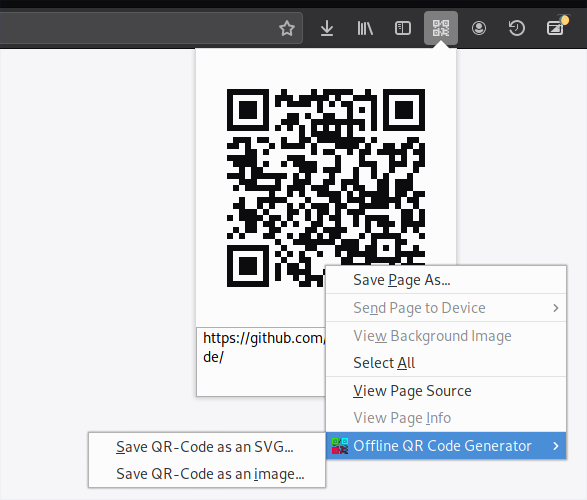 https://github.com/
de/
Save Page As...
Send Page to Device
View Background Image
Select All
View Page Source
View Page Info
Offline QR Code Generator
Save QR-Code as an SVG...
Save QR-Code as an image...